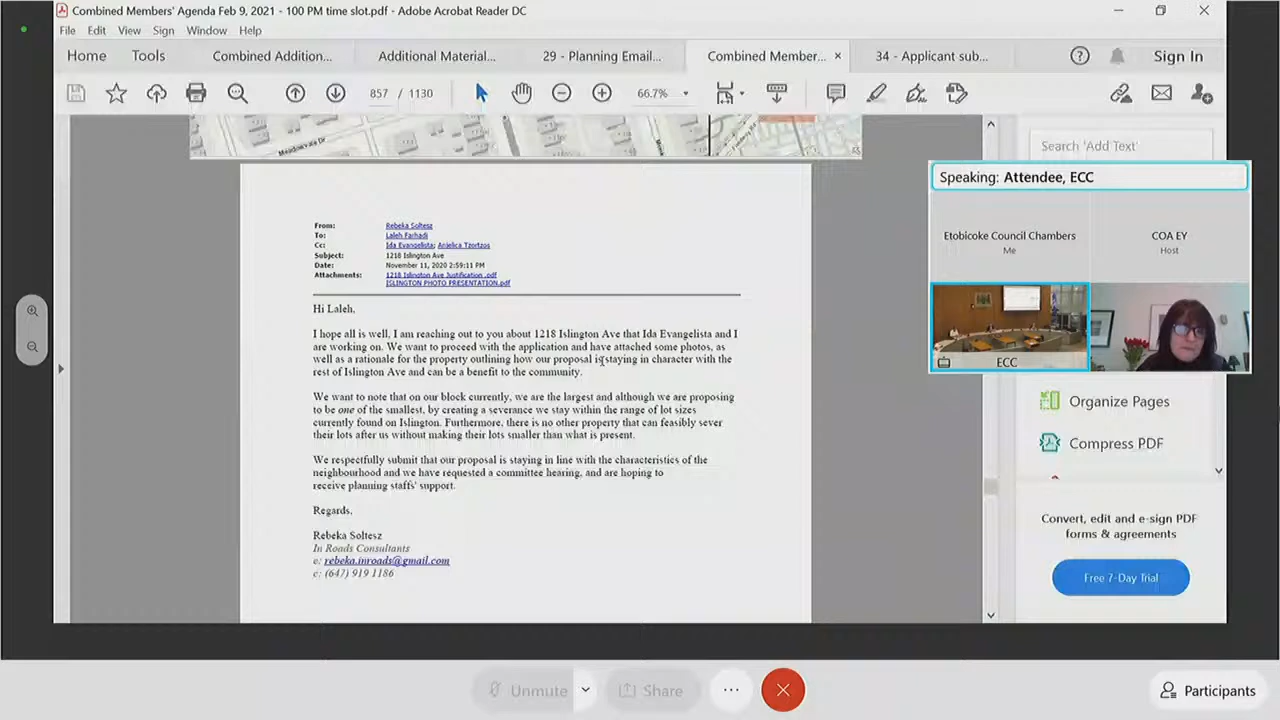 Combined Members' Agenda Feb 9, 2021 - 100 PM time slot.pdf - Adobe Acrobat Reader DC
File Edit View Sign Window Help
Home Tools Combined Addition... Additional Material... 29 - Planning Email... Combined Member... × 34 - Applicant sub... Sign In
857 / 1130 66.7%
Meadowvale Dr
Search 'Add Text'
Speaking: Attendee, ECC
Etobicoke Council Chambers
Me
COA EY
Host
ECC
From: Rebeka Soltesz
To: Laleh Farhadi
Cc: Ida Evangelista; Anjelica Tzortzos
Subject: 1218 Islington Ave
Date: November 11, 2020 2:59:11 PM
Attachments: 1218 Islington Ave Justification .pdf
ISLINGTON PHOTO PRESENTATION.pdf
Hi Laleh,
I hope all is well, I am reaching out to you about 1218 Islington Ave that Ida Evangelista and I
are working on. We want to proceed with the application and have attached some photos, as
well as a rationale for the property outlining how our proposal is staying in character with the
rest of Islington Ave and can be a benefit to the community.
We want to note that on our block currently, we are the largest and although we are proposing
to be one of the smallest, by creating a severance we stay within the range of lot sizes
currently found on Islington. Furthermore, there is no other property that can feasibly sever
their lots after us without making their lots smaller than what is present.
We respectfully submit that our proposal is staying in line with the characteristics of the
neighbourhood and we have requested a committee hearing, and are hoping to
receive planning staffs' support.
Regards,
Rebeka Soltesz
In Roads Consultants
e: rebeka.inroads@gmail.com
c: (647) 919 1186
Organize Pages
Compress PDF
Convert, edit and e-sign PDF
forms & agreements
Free 7-Day Trial
Unmute
Share
Participants